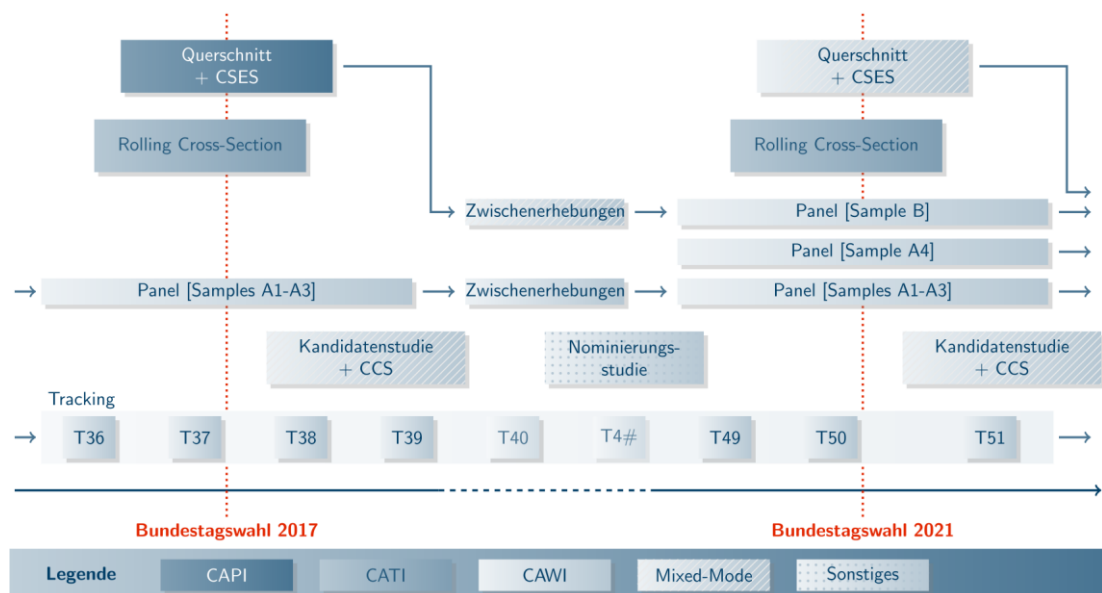 Querschnitt
+ CSES
Querschnitt
+ CSES
Rolling Cross-Section
Rolling Cross-Section
Zwischenerhebungen
Panel [Sample B]
Panel [Sample A4]
Panel [Samples A1-A3]
Zwischenerhebungen
Panel [Samples A1-A3]
Kandidatenstudie
+ CCS
Nominierungs-
studie
Kandidatenstudie
+ CCS
Tracking
T36 T37 T38 T39 T40 T4# T49 T50 T51
Bundestagswahl 2017
Bundestagswahl 2021
Legende CAPI CATI CAWI Mixed-Mode Sonstiges